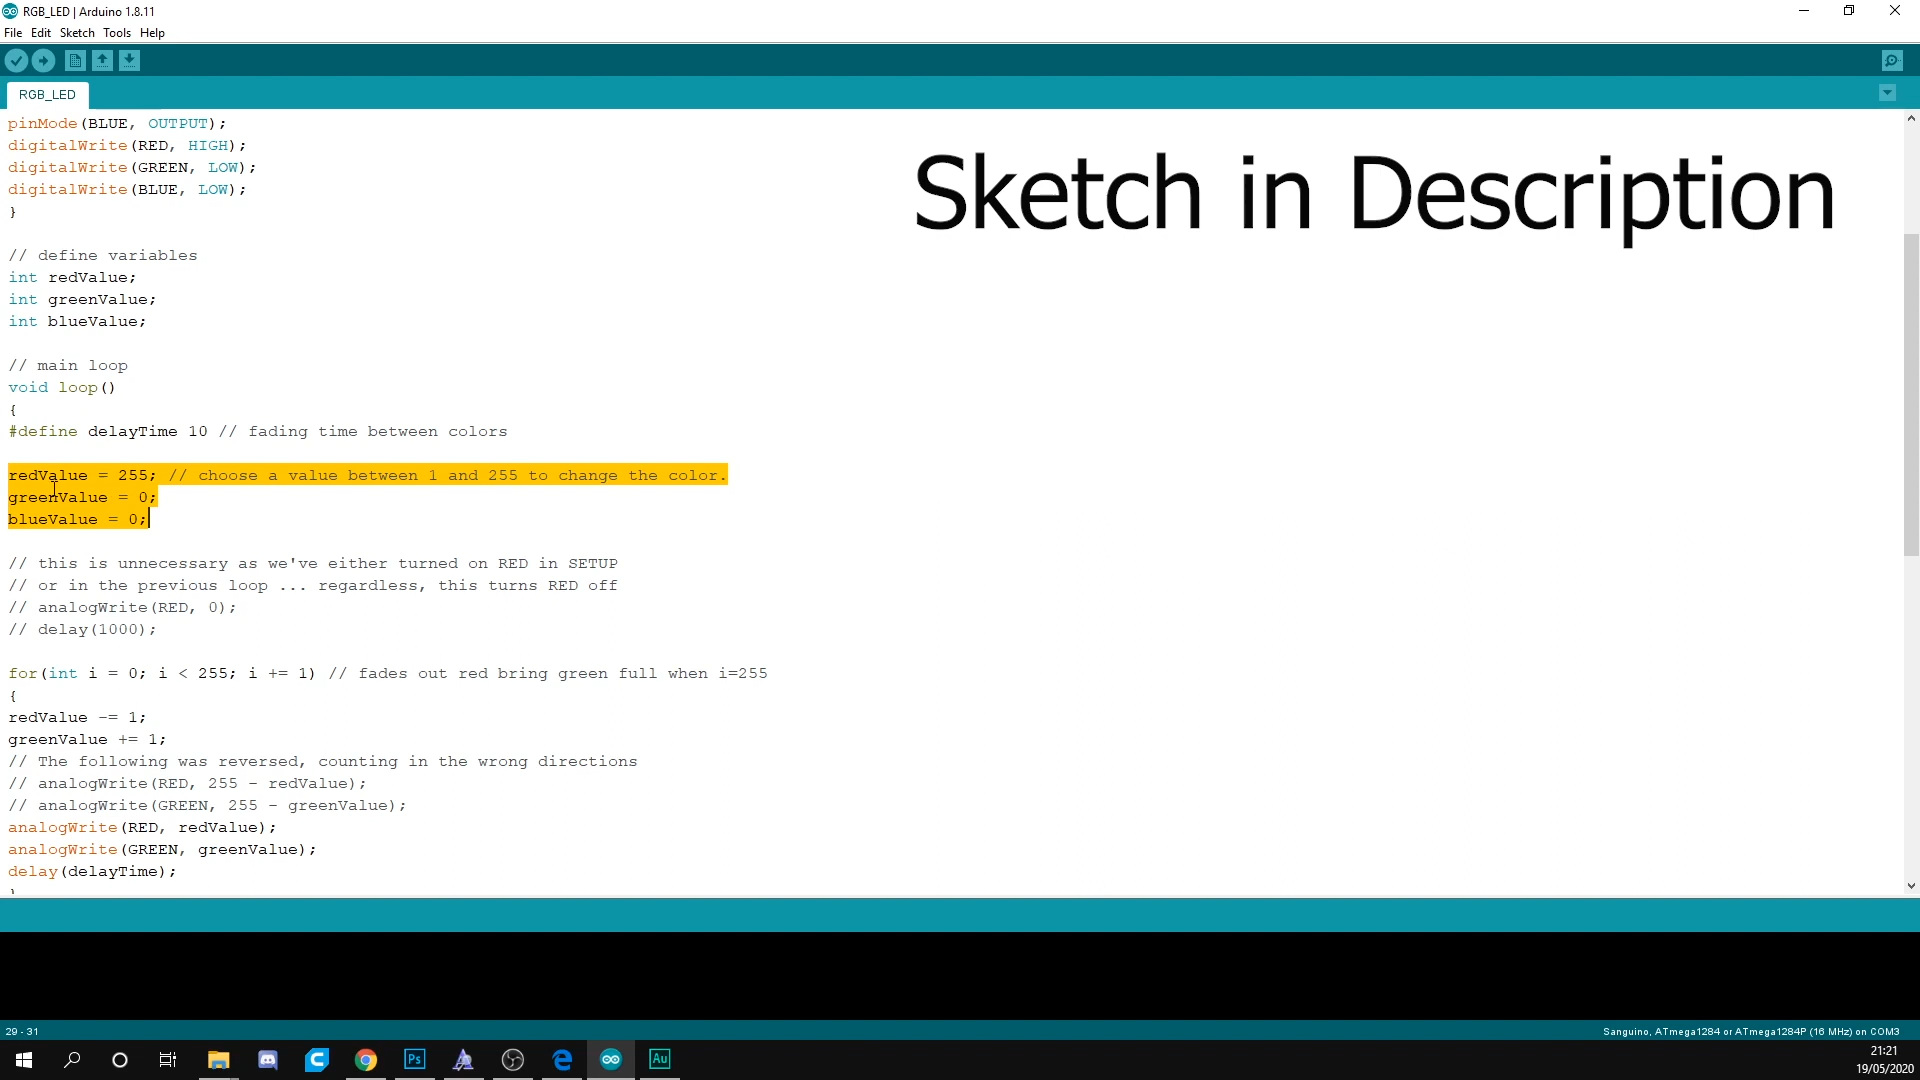 RGB_LED | Arduino 1.8.11
File Edit Sketch Tools Help
RGB_LED
pinMode(BLUE, OUTPUT);
digitalWrite(RED, HIGH);
digitalWrite(GREEN, LOW);
digitalWrite(BLUE, LOW);
}
Sketch in Description
// define variables
int redValue;
int greenValue;
int blueValue;
// main loop
void loop()
{
#define delayTime 10 // fading time between colors
redValue = 255; // choose a value between 1 and 255 to change the color.
greenValue = 0;
blueValue = 0;
// this is unnecessary as we've either turned on RED in SETUP
// or in the previous loop ... regardless, this turns RED off
// analogWrite(RED, 0);
// delay(1000);
for(int i = 0; i < 255; i += 1) // fades out red bring green full when i=255
{
redValue -= 1;
greenValue += 1;
// The following was reversed, counting in the wrong directions
// analogWrite(RED, 255 - redValue);
// analogWrite(GREEN, 255 - greenValue);
analogWrite(RED, redValue);
analogWrite(GREEN, greenValue);
delay(delayTime);
}
29 - 31
Sanguino, ATmega1284 or ATmega1284P (16 MHz) on COM3
Ps
Au
21:21
19/05/2020